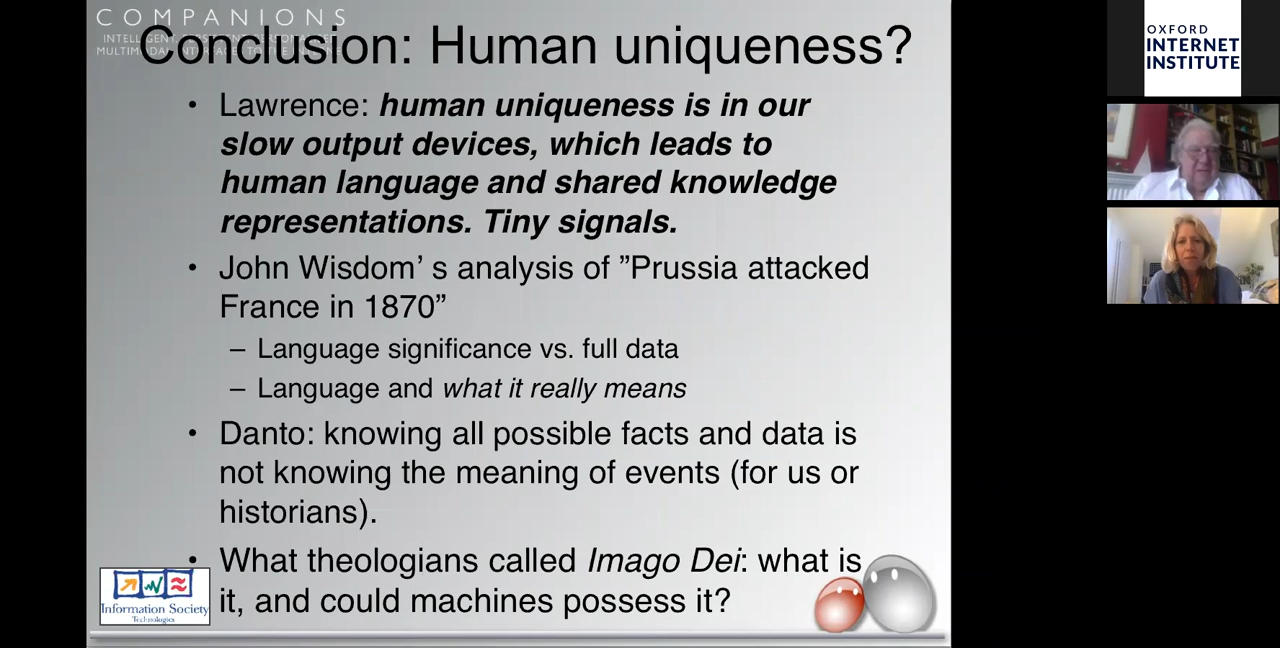 COMPANIONS
Conclusion: Human uniqueness?
• Lawrence: human uniqueness is in our
slow output devices, which leads to
human language and shared knowledge
representations. Tiny signals.
• John Wisdom’ s analysis of ”Prussia attacked
France in 1870”
– Language significance vs. full data
– Language and what it really means
• Danto: knowing all possible facts and data is
not knowing the meaning of events (for us or
historians).
• What theologians called Imago Dei: what is
it, and could machines possess it?
Information Society
Technologies
OXFORD
INTERNET
INSTITUTE